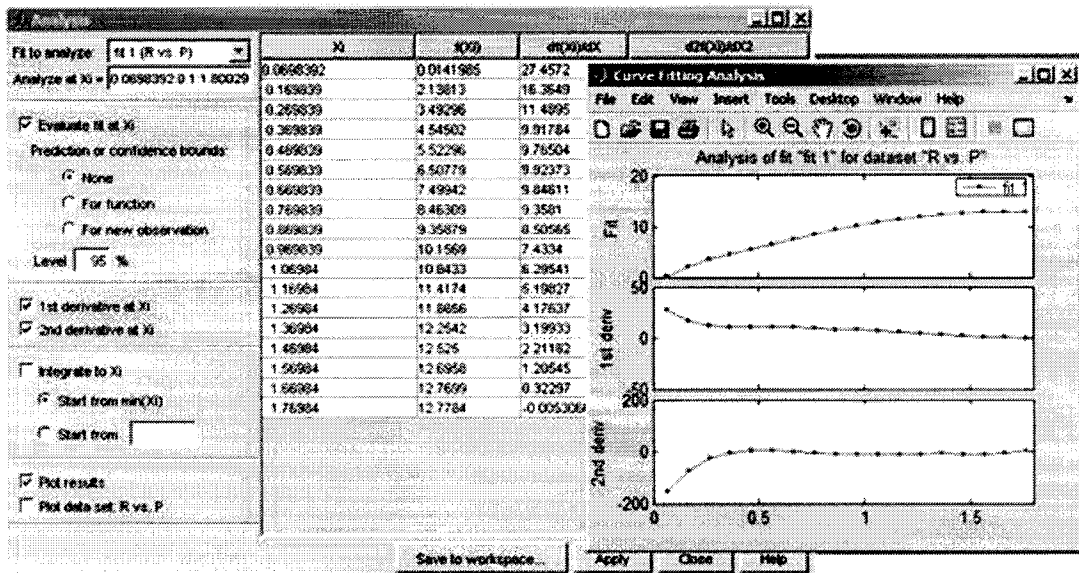 Analysis
Fit to analyze: fit 1 (R vs. P)
Analyze at Xi = 0.0698392:0.1:1.80029
Evaluate fit at Xi
Prediction or confidence bounds:
None
For function
For new observation
Level 95 %
1st derivative at Xi
2nd derivative at Xi
Integrate to Xi
Start from min(Xi)
Start from
Plot results
Plot data set: R vs. P
Xi f(Xi) df(Xi)/dX d2f(Xi)/dX2
0.0698392 0.0141985 27.4572
0.169839 2.13813 16.3649
0.269839 3.49296 11.4895
0.369839 4.54502 9.91784
0.469839 5.52296 9.76504
0.569839 6.50779 9.92373
0.669839 7.49942 9.84611
0.769839 8.46309 9.3581
0.869839 9.35879 8.50565
0.969839 10.1569 7.4334
1.06984 10.8433 6.29541
1.16984 11.4174 5.19827
1.26984 11.8856 4.17637
1.36984 12.2542 3.19933
1.46984 12.525 2.21182
1.56984 12.6958 1.20545
1.66984 12.7699 0.32297
1.76984 12.7784
Save to workspace... Apply Close Help
Curve Fitting Analysis
File Edit View Insert Tools Desktop Window Help
Analysis of fit "fit 1" for dataset "R vs. P"
fit
Fit
20
10
0
1st deriv
50
0
-50
2nd deriv
200
0
-200
0 0.5 1 1.5